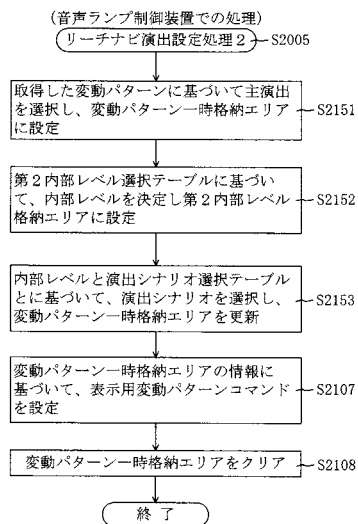 (音声ランプ制御装置での処理)
リーチナビ演出設定処理2
S2005
取得した変動パターンに基づいて主演出
を選択し、変動パターン一時格納エリア
に設定
S2151
第2内部レベル選択テーブルに基づい
て、内部レベルを決定し第2内部レベル
格納エリアに設定
S2152
内部レベルと演出シナリオ選択テーブル
とに基づいて、演出シナリオを選択し、
変動パターン一時格納エリアを更新
S2153
変動パターン一時格納エリアの情報に
基づいて、表示用変動パターンコマンド
を設定
S2107
変動パターン一時格納エリアをクリア
S2108
終了